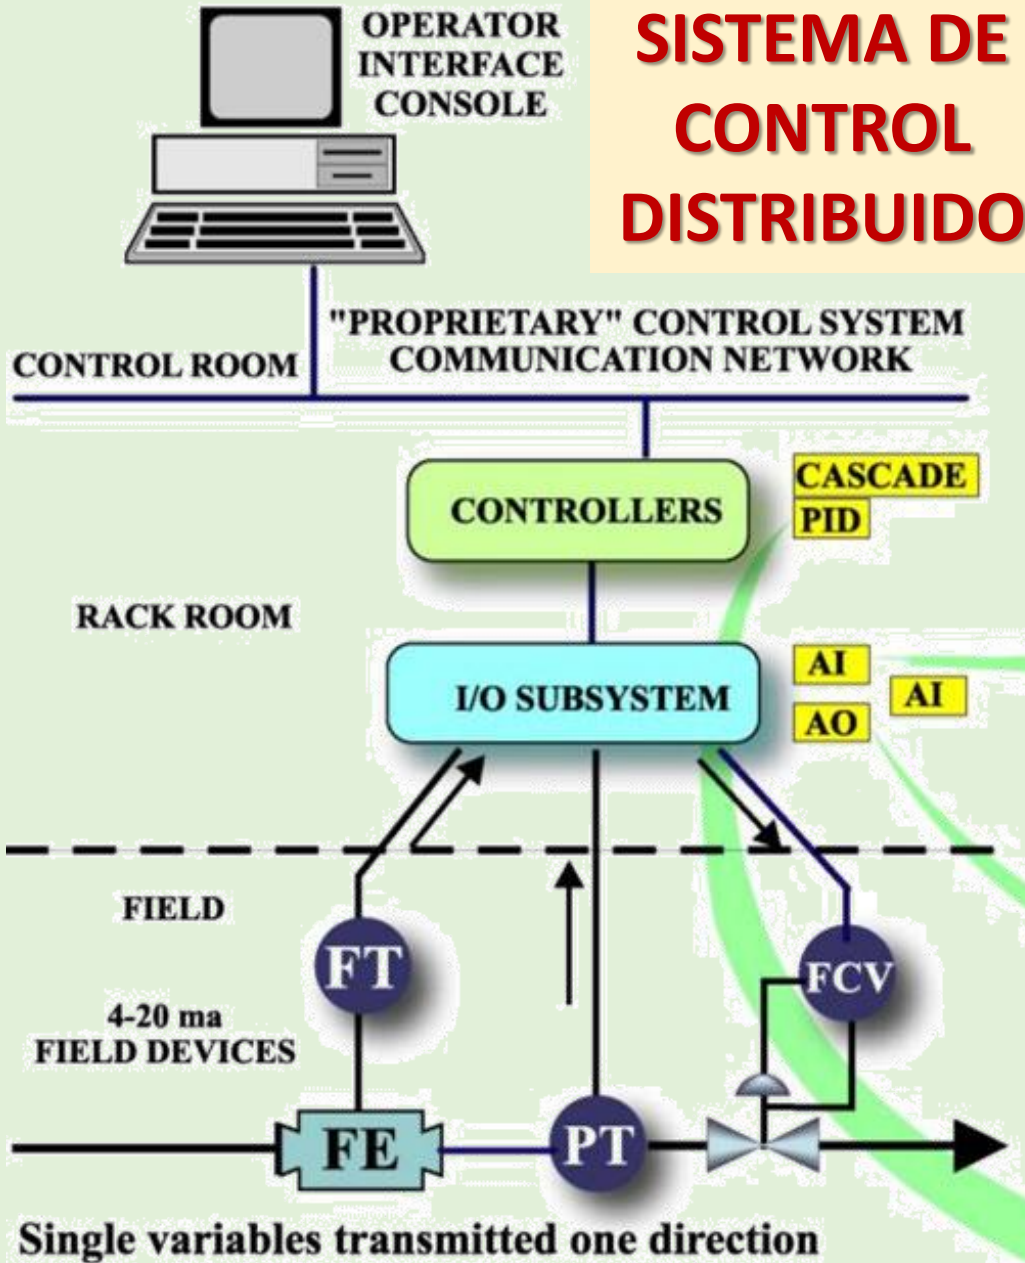 OPERATOR
INTERFACE
CONSOLE
SISTEMA DE
CONTROL
DISTRIBUIDO
"PROPRIETARY" CONTROL SYSTEM
COMMUNICATION NETWORK
CONTROL ROOM
CONTROLLERS
CASCADE
PID
RACK ROOM
I/O SUBSYSTEM
AI
AI
AO
FIELD
FT
FCV
4-20 ma
FIELD DEVICES
FE
PT
Single variables transmitted one direction